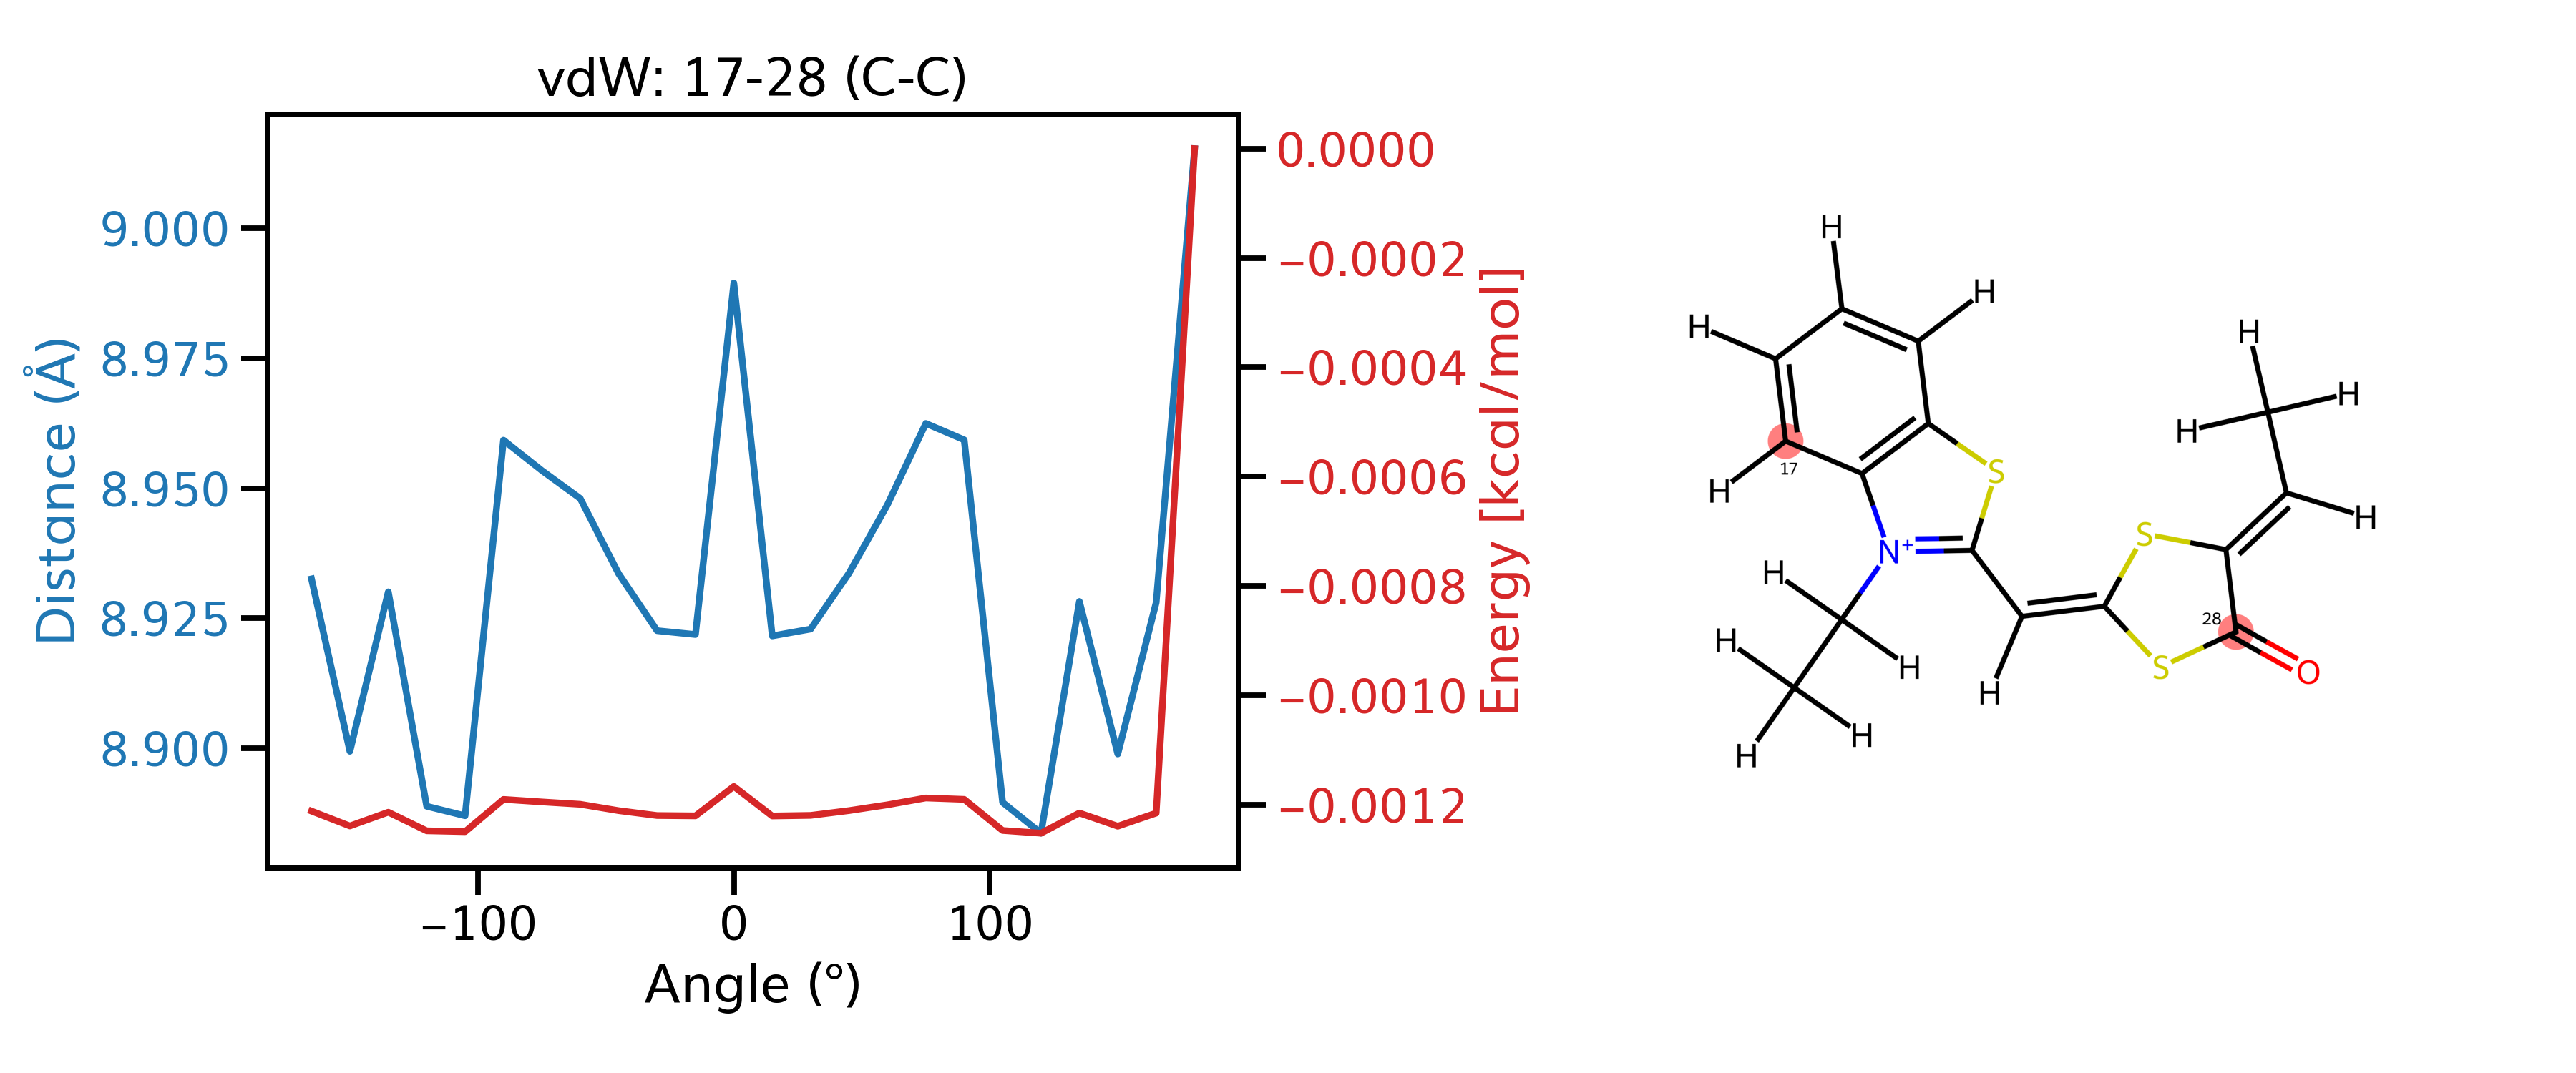 vdW: 17-28 (C-C)
Distance (Å)
9.000
8.975
8.950
8.925
8.900
0.0000
−0.0002
−0.0004
−0.0006
−0.0008
−0.0010
−0.0012
Energy [kcal/mol]
−100
0
100
Angle (°)
H
H
H
H
H
H
17
H
S
H
N+
S
H
H
28
H
S
O
H
H
H
H